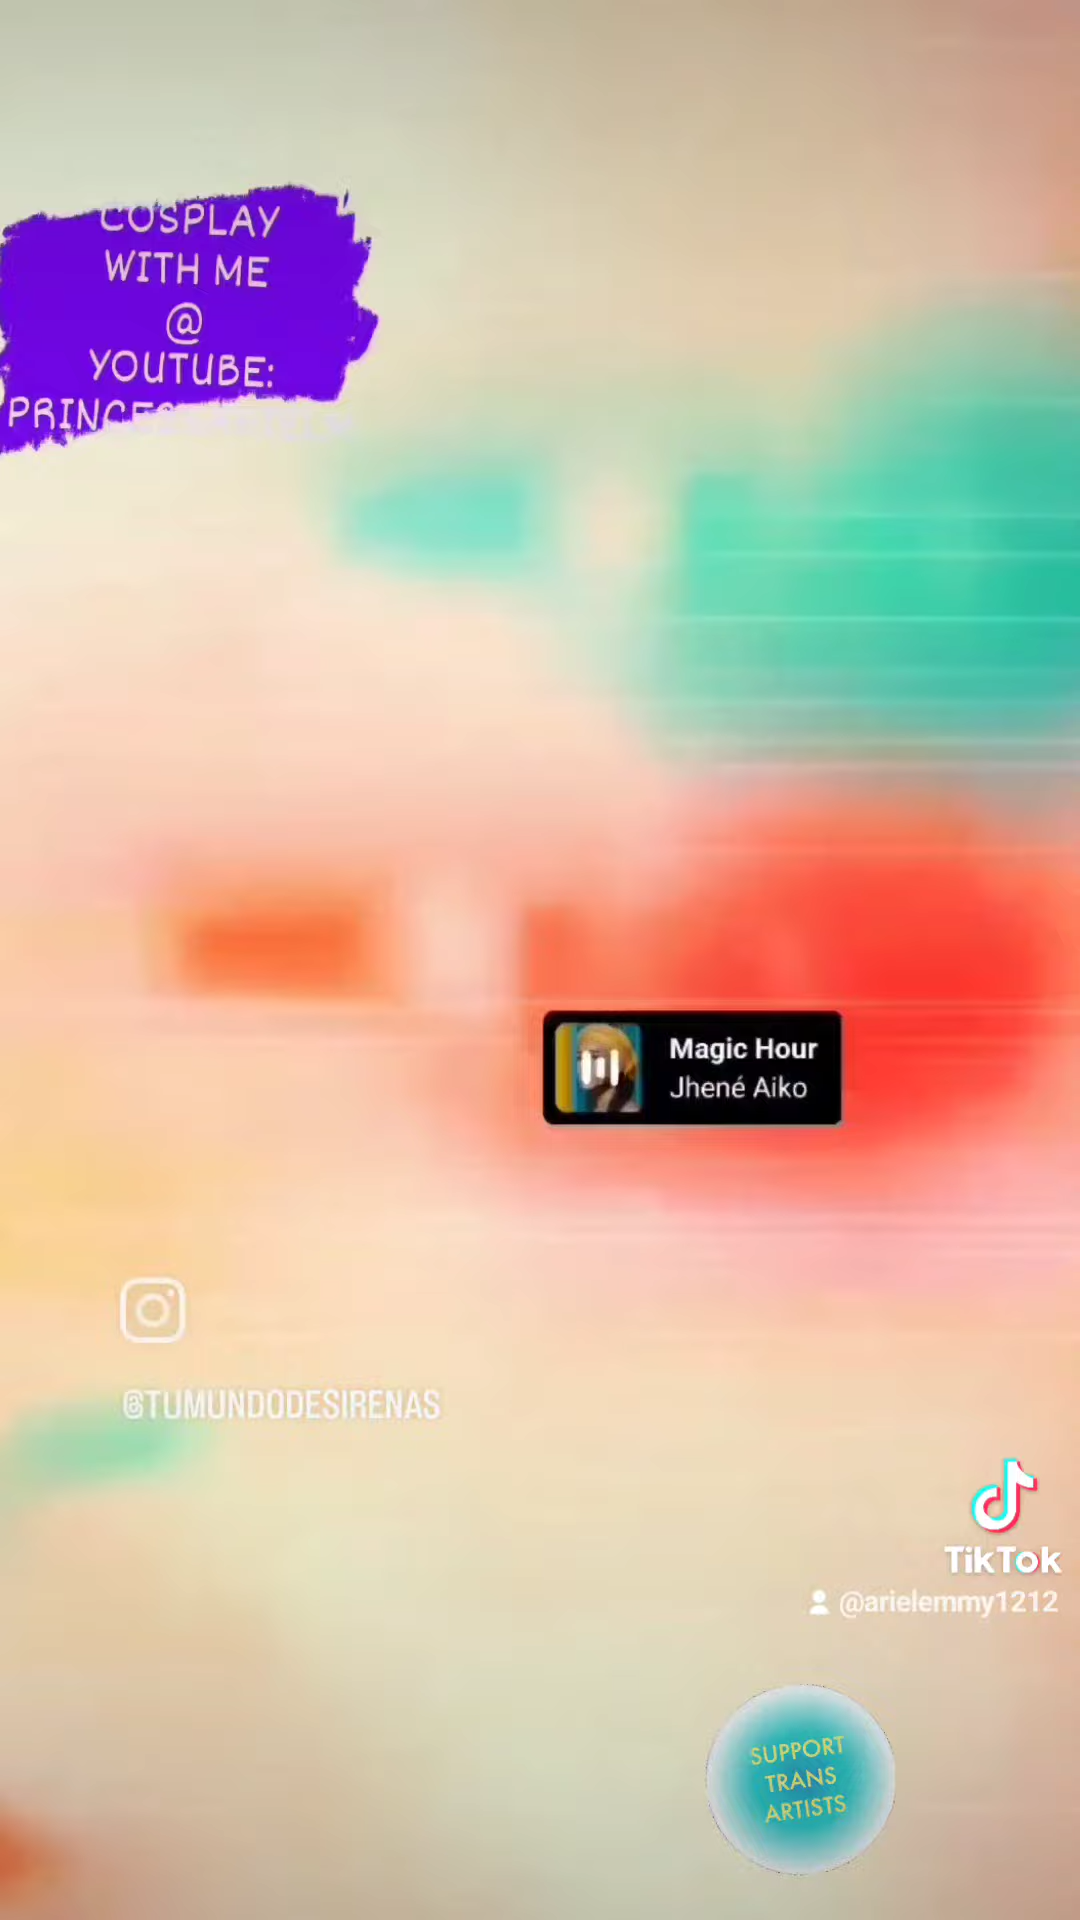 COSPLAY
WITH ME
@
YOUTUBE:
Magic Hour
Jhené Aiko
@TUMUNDODESIRENAS
TikTok
@arielemmy1212
SUPPORT
TRANS
ARTISTS